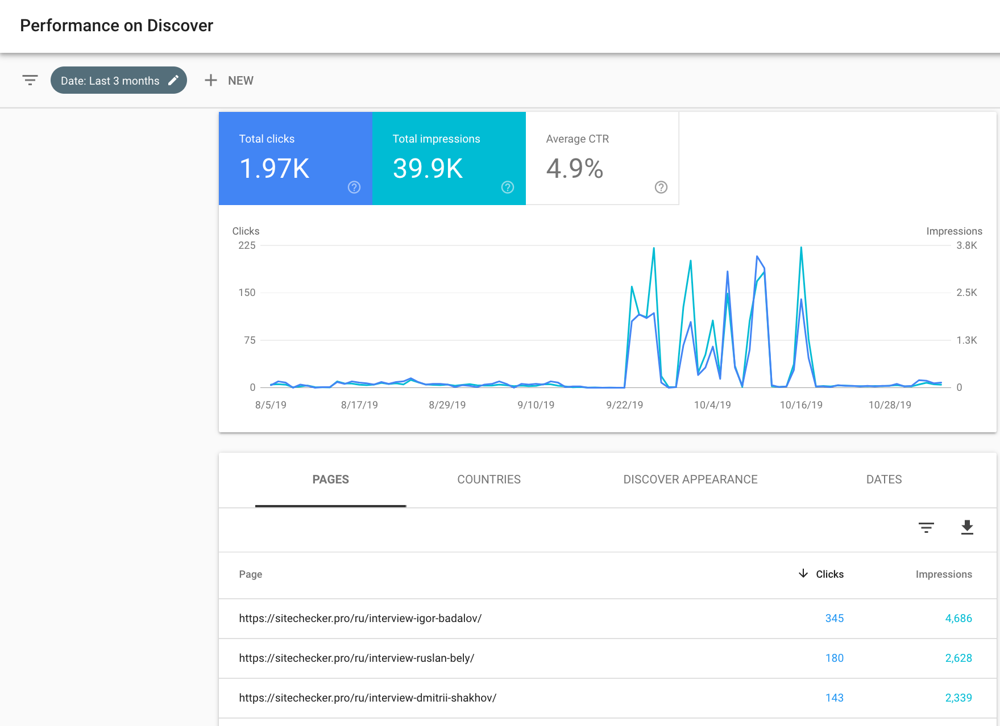 Performance on Discover
Date: Last 3 months
NEW
Total clicks
1.97K
Total impressions
39.9K
Average CTR
4.9%
Clicks
Impressions
225
3.8K
150
2.5K
75
1.3K
0
0
8/5/19 8/17/19 8/29/19 9/10/19 9/22/19 10/4/19 10/16/19 10/28/19
PAGES COUNTRIES DISCOVER APPEARANCE DATES
Page Clicks Impressions
https://sitechecker.pro/ru/interview-igor-badalov/ 345 4,686
https://sitechecker.pro/ru/interview-ruslan-bely/ 180 2,628
https://sitechecker.pro/ru/interview-dmitrii-shakhov/ 143 2,339